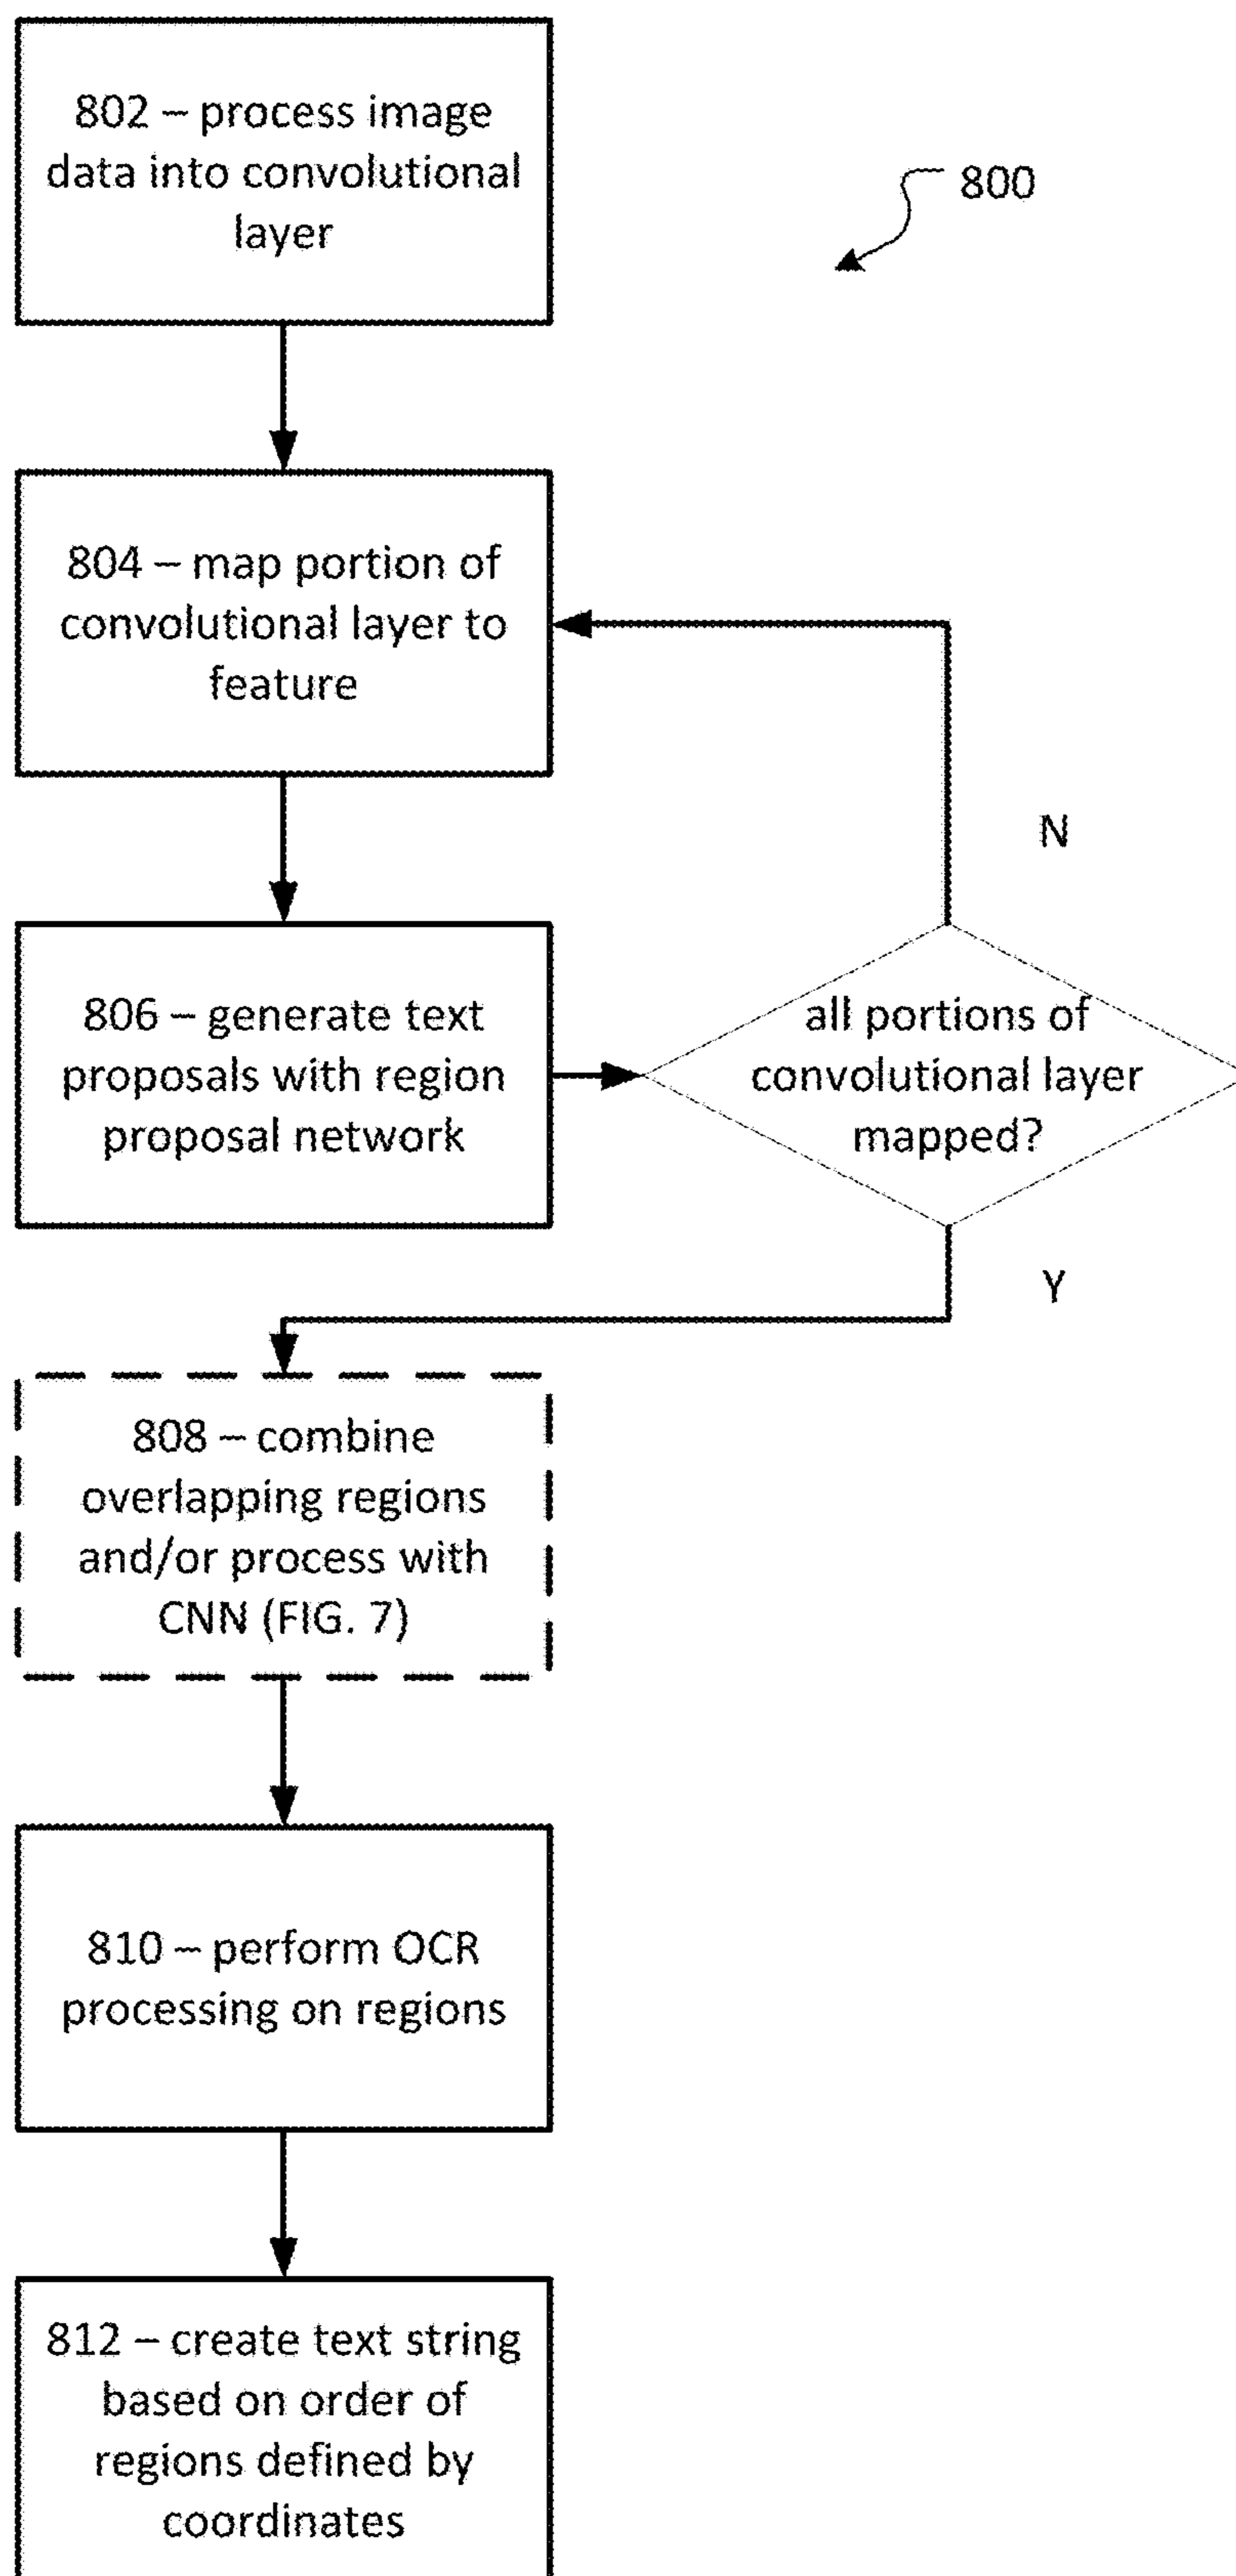 802 – process image
data into convolutional
layer
800
804 – map portion of
convolutional layer to
feature
N
806 – generate text
proposals with region
proposal network
all portions of
convolutional layer
mapped?
Y
808 – combine
overlapping regions
and/or process with
CNN (FIG. 7)
810 – perform OCR
processing on regions
812 – create text string
based on order of
regions defined by
coordinates